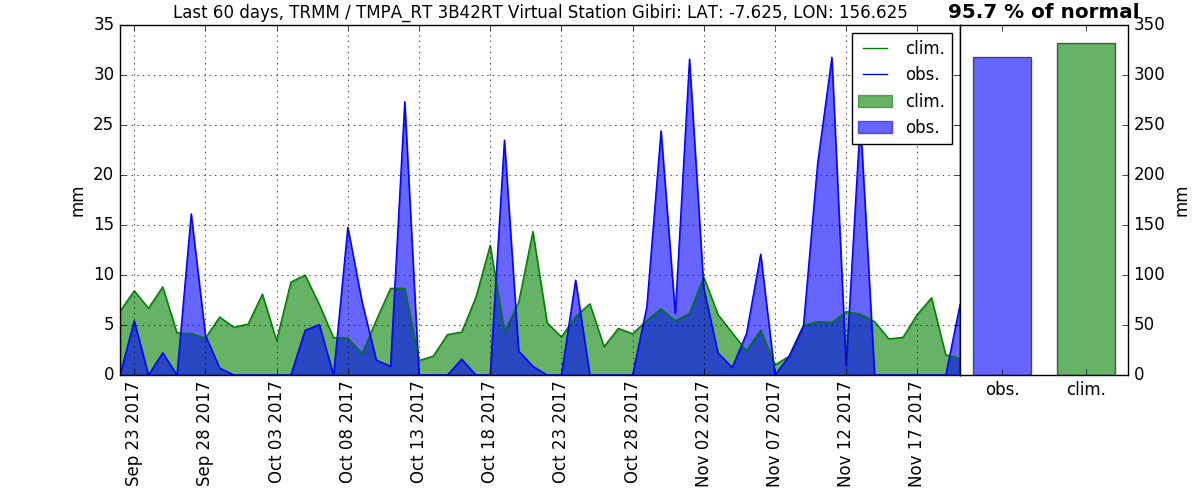 Last 60 days, TRMM / TMPA_RT 3B42RT Virtual Station Gibiri: LAT: -7.625, LON: 156.625
95.7 % of normal
35
30
25
20
15
10
5
0
mm
clim.
obs.
clim.
obs.
350
300
250
200
150
100
50
0
mm
obs.
clim.
Sep 23 2017
Sep 28 2017
Oct 03 2017
Oct 08 2017
Oct 13 2017
Oct 18 2017
Oct 23 2017
Oct 28 2017
Nov 02 2017
Nov 07 2017
Nov 12 2017
Nov 17 2017